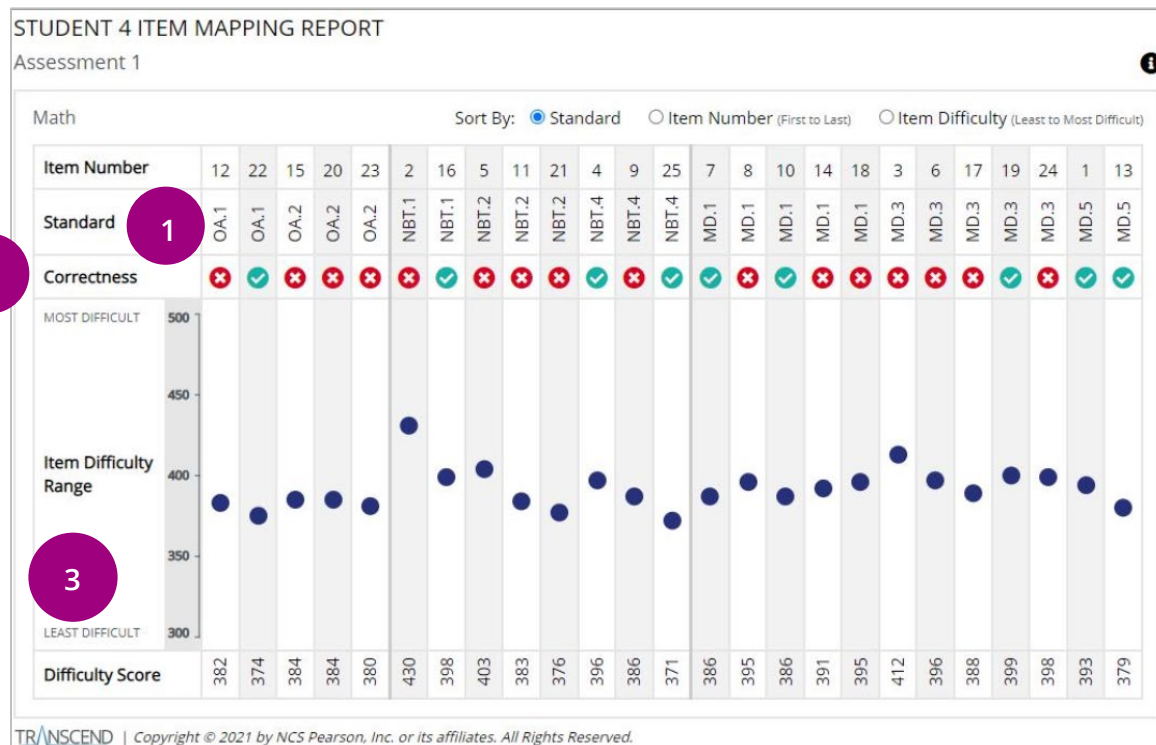 STUDENT 4 ITEM MAPPING REPORT
Assessment 1
Math
Sort By: Standard Item Number (First to Last) Item Difficulty (Least to Most Difficult)
Item Number 12 22 15 20 23 2 16 5 11 21 4 9 25 7 8 10 14 18 3 6 17 19 24 1 13
Standard 1 OA.1 OA.1 OA.2 OA.2 OA.2 NBT.1 NBT.1 NBT.2 NBT.2 NBT.2 NBT.4 NBT.4 NBT.4 MD.1 MD.1 MD.1 MD.1 MD.1 MD.3 MD.3 MD.3 MD.3 MD.3 MD.5 MD.5
Correctness
MOST DIFFICULT 500
450
Item Difficulty
Range
400
350
3
LEAST DIFFICULT 300
Difficulty Score 382 374 384 384 380 430 398 403 383 376 396 386 371 386 395 386 391 395 412 396 388 399 398 393 379
TRANSCEND | Copyright © 2021 by NCS Pearson, Inc. or its affiliates. All Rights Reserved.